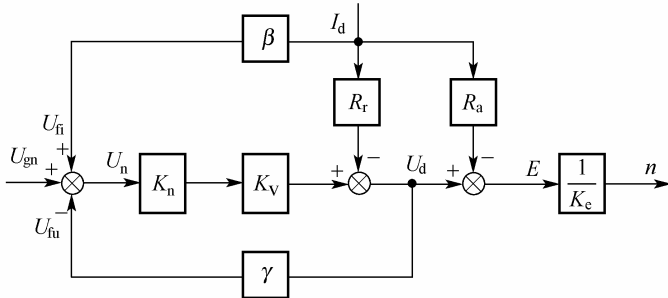 β
I_d
R_r
R_a
U_fi
+
U_gn
+
U_n
K_n
K_V
+
−
U_d
+
−
E
1
K_e
n
−
U_fu
γ